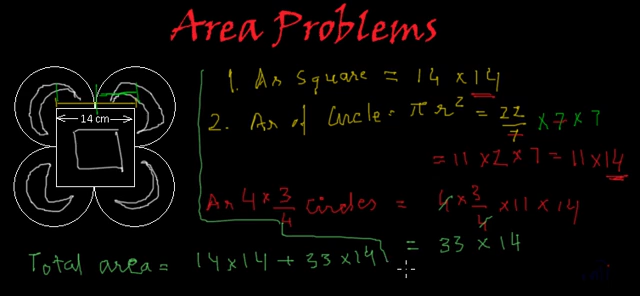 Area Problems
1. Ar Square = 14 × 14
14 cm
2. Ar of Circle = π r² = 22/7 × 7 × 7
= 11 × 2 × 7 = 11 × 14
Ar 4 × 3/4 Circles = 4 × 3/4 × 11 × 14
= 33 × 14
Total area = 14×14 + 33×14